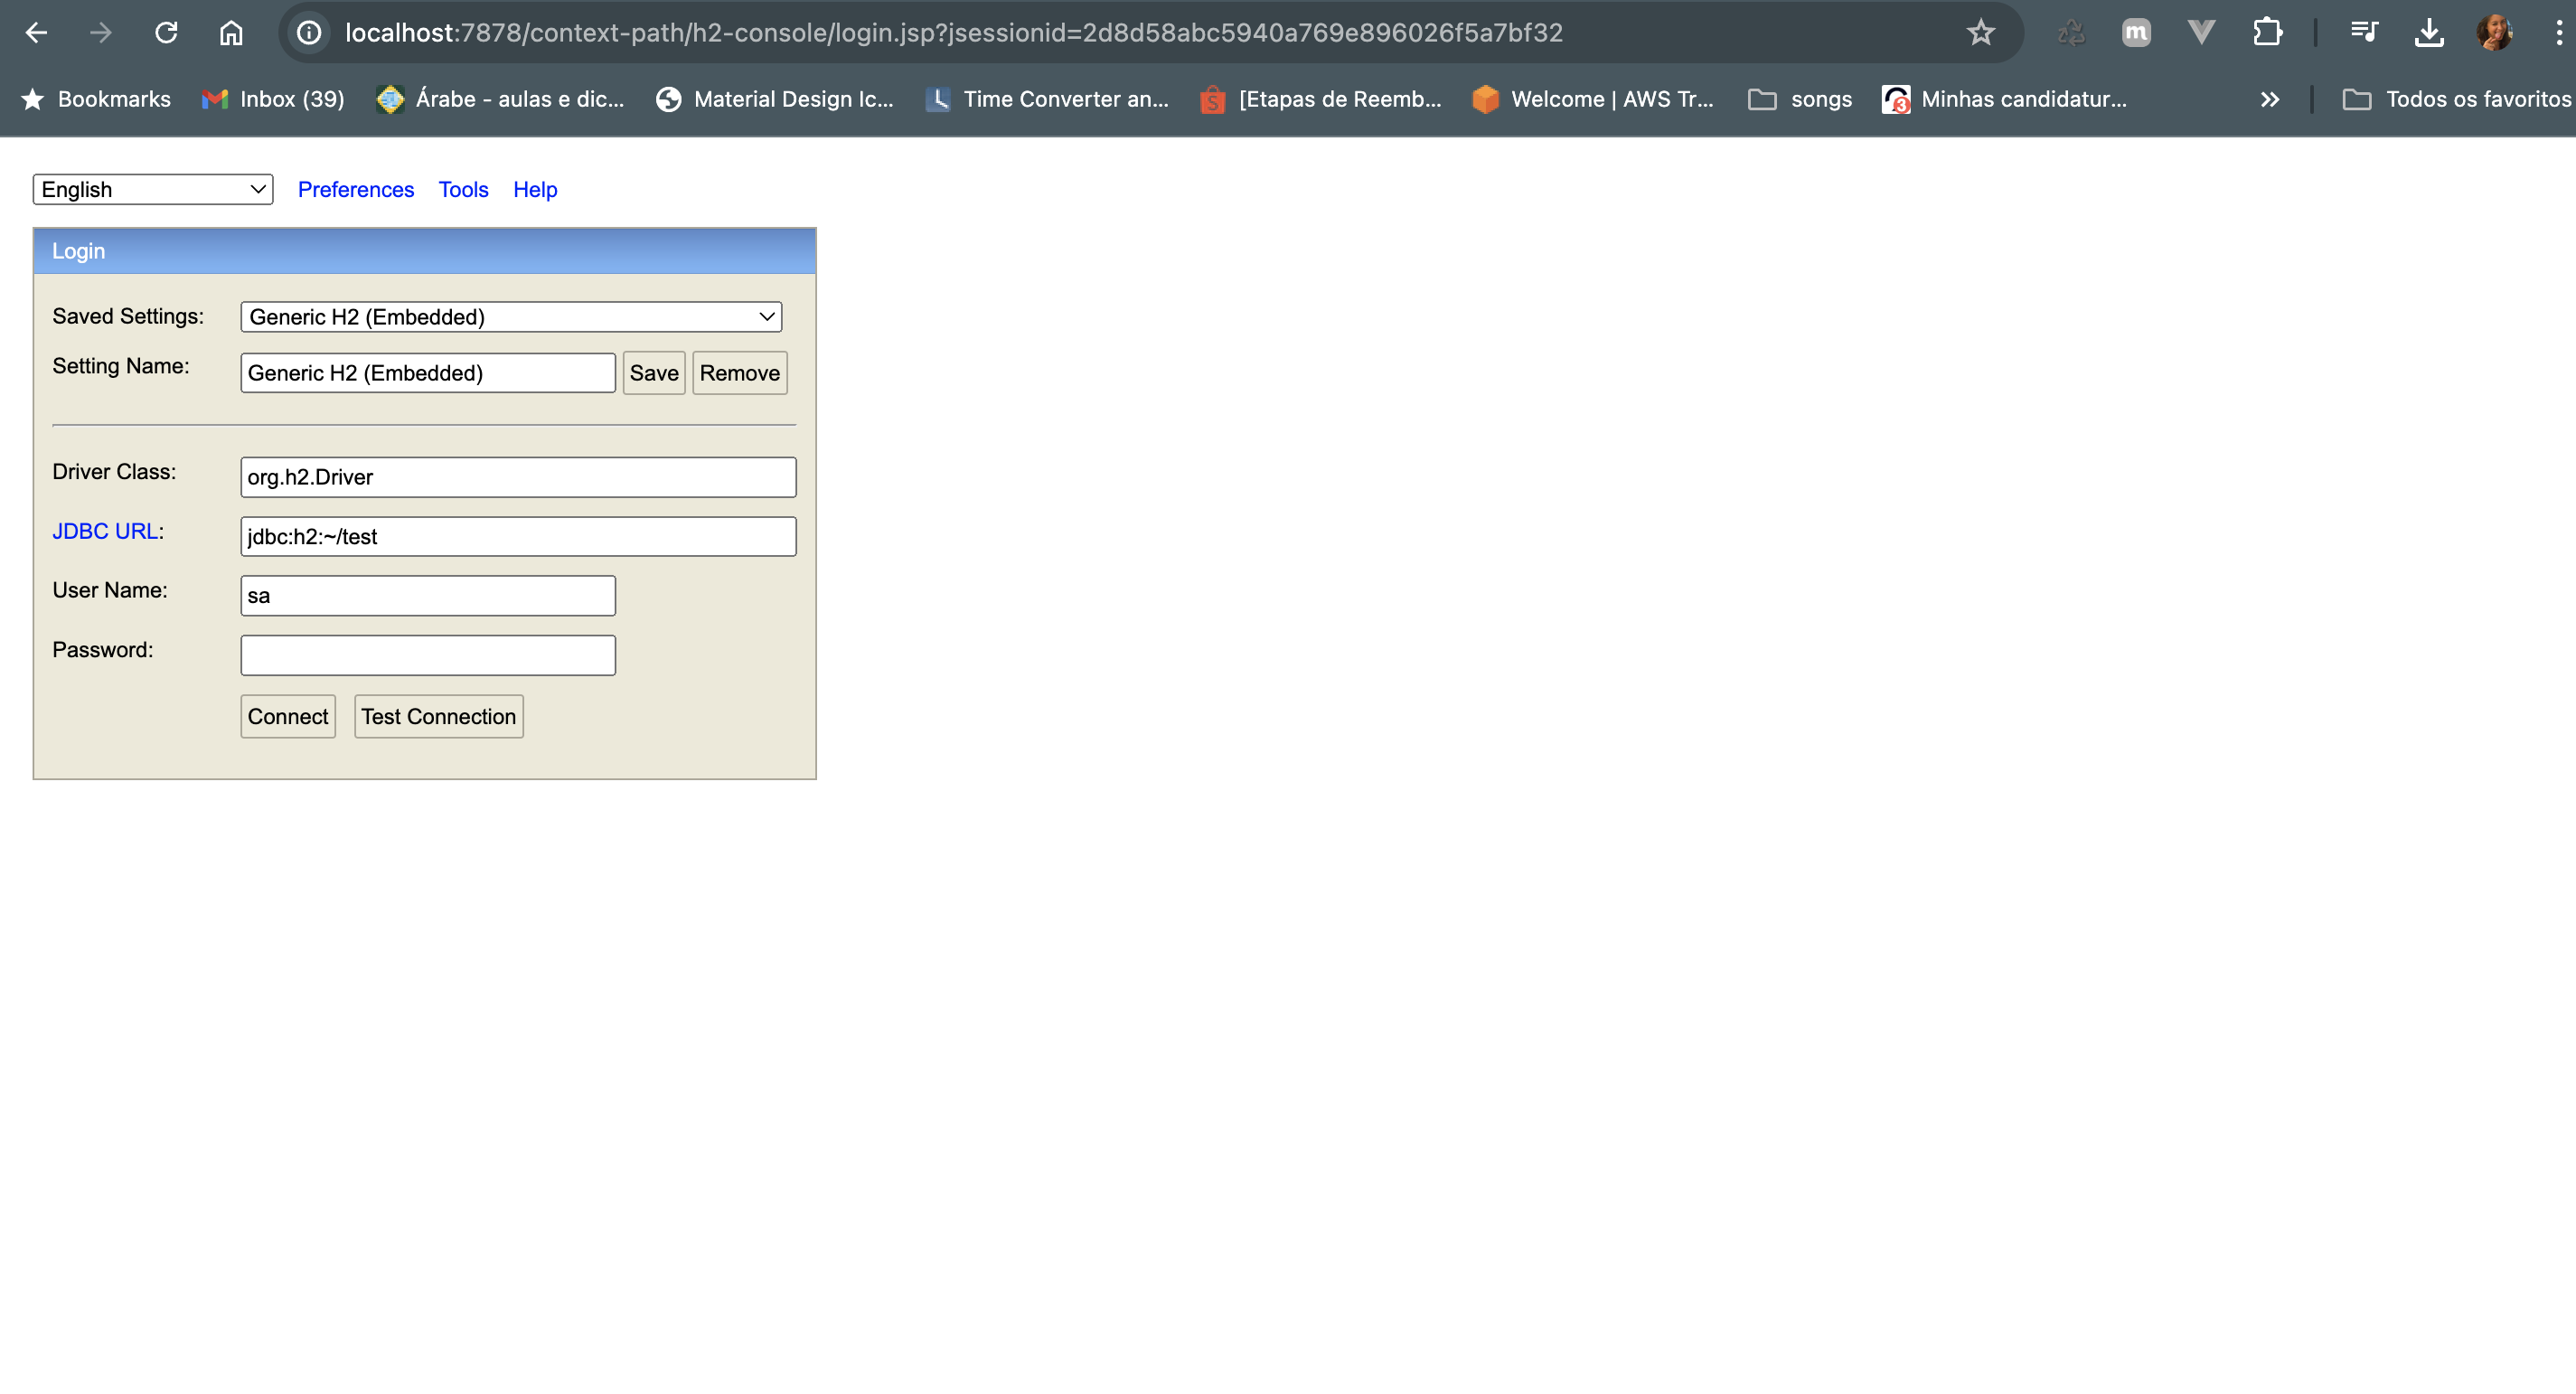 localhost:7878/context-path/h2-console/login.jsp?jsessionid=2d8d58abc5940a769e896026f5a7bf32 m
Bookmarks Inbox (39) Árabe - aulas e dic... Material Design Ic... Time Converter an... S [Etapas de Reemb... Welcome | AWS Tr... songs 3 Minhas candidatur... » Todos os favoritos
English Preferences Tools Help
Login
Saved Settings: Generic H2 (Embedded)
Setting Name: Generic H2 (Embedded) Save Remove
Driver Class: org.h2.Driver
JDBC URL: jdbc:h2:~/test
User Name: sa
Password:
Connect Test Connection